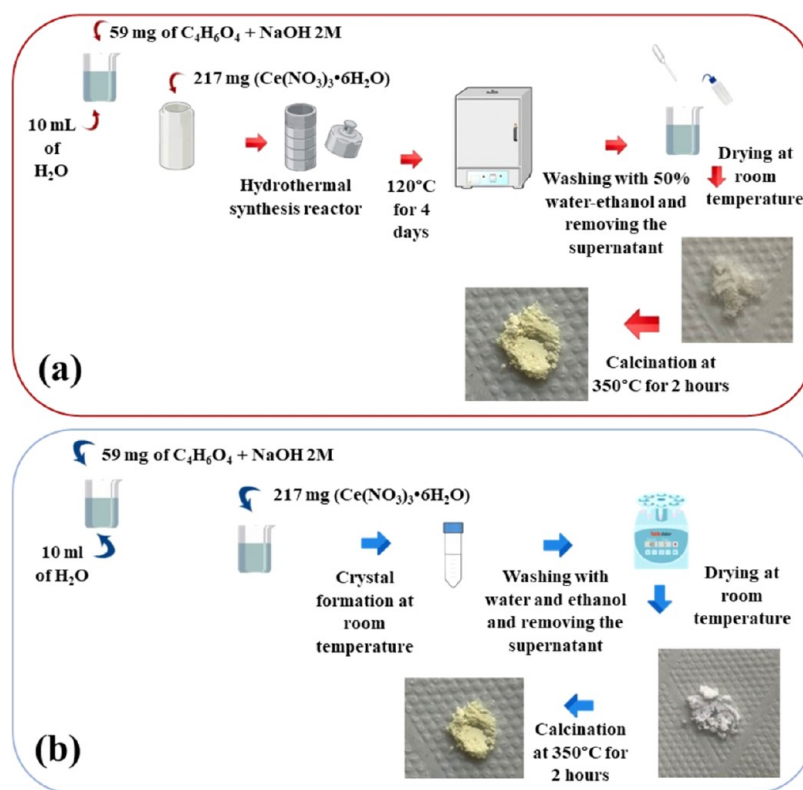 59 mg of C₄H₆O₄ + NaOH 2M
217 mg (Ce(NO₃)₃•6H₂O)
10 mL
of
H₂O
Hydrothermal
synthesis reactor
120°C
for 4
days
Washing with 50%
water-ethanol and
removing the
supernatant
Drying at
room
temperature
Calcination at
350°C for 2 hours
(a)
59 mg of C₄H₆O₄ + NaOH 2M
217 mg (Ce(NO₃)₃•6H₂O)
10 ml
of H₂O
Crystal
formation at
room
temperature
Washing with
water and ethanol
and removing the
supernatant
Drying at
room
temperature
Calcination
at 350°C for
2 hours
(b)